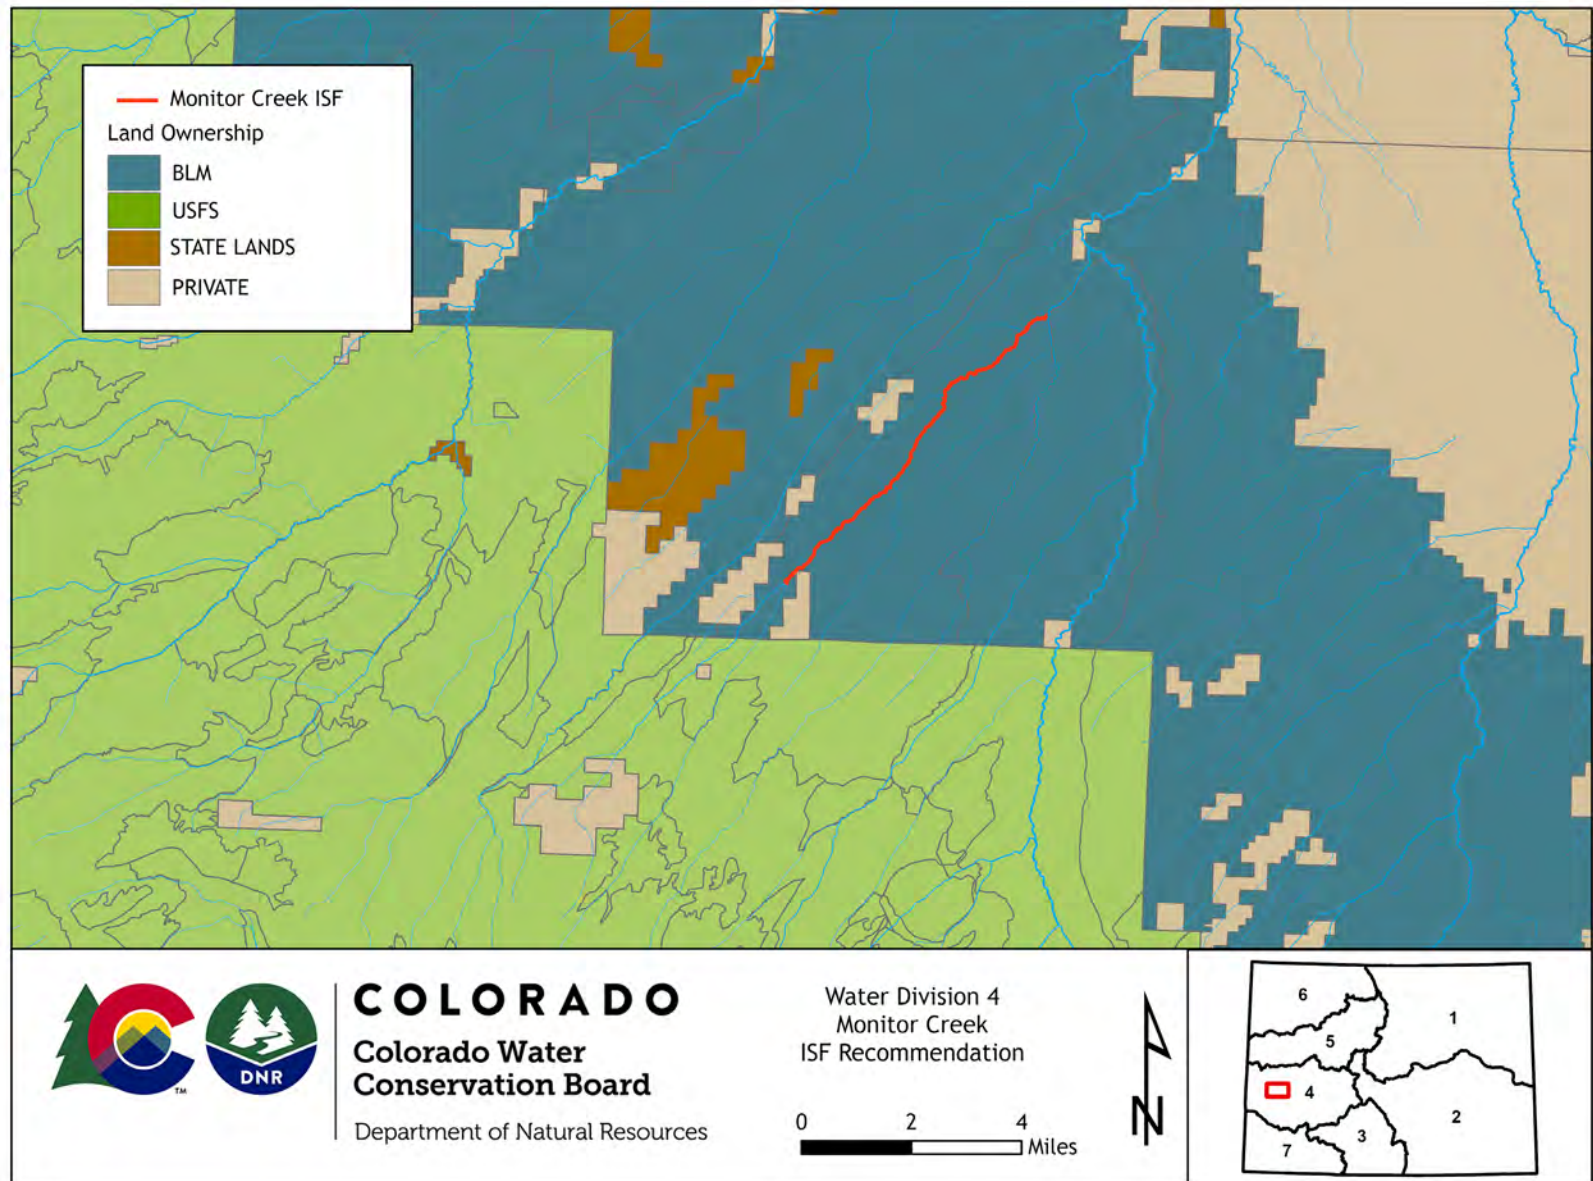 Monitor Creek ISF
Land Ownership
BLM
USFS
STATE LANDS
PRIVATE
DNR
TM
COLORADO
Colorado Water
Conservation Board
Department of Natural Resources
Water Division 4
Monitor Creek
ISF Recommendation
0 2 4
Miles
N
6
1
5
4
2
3
7